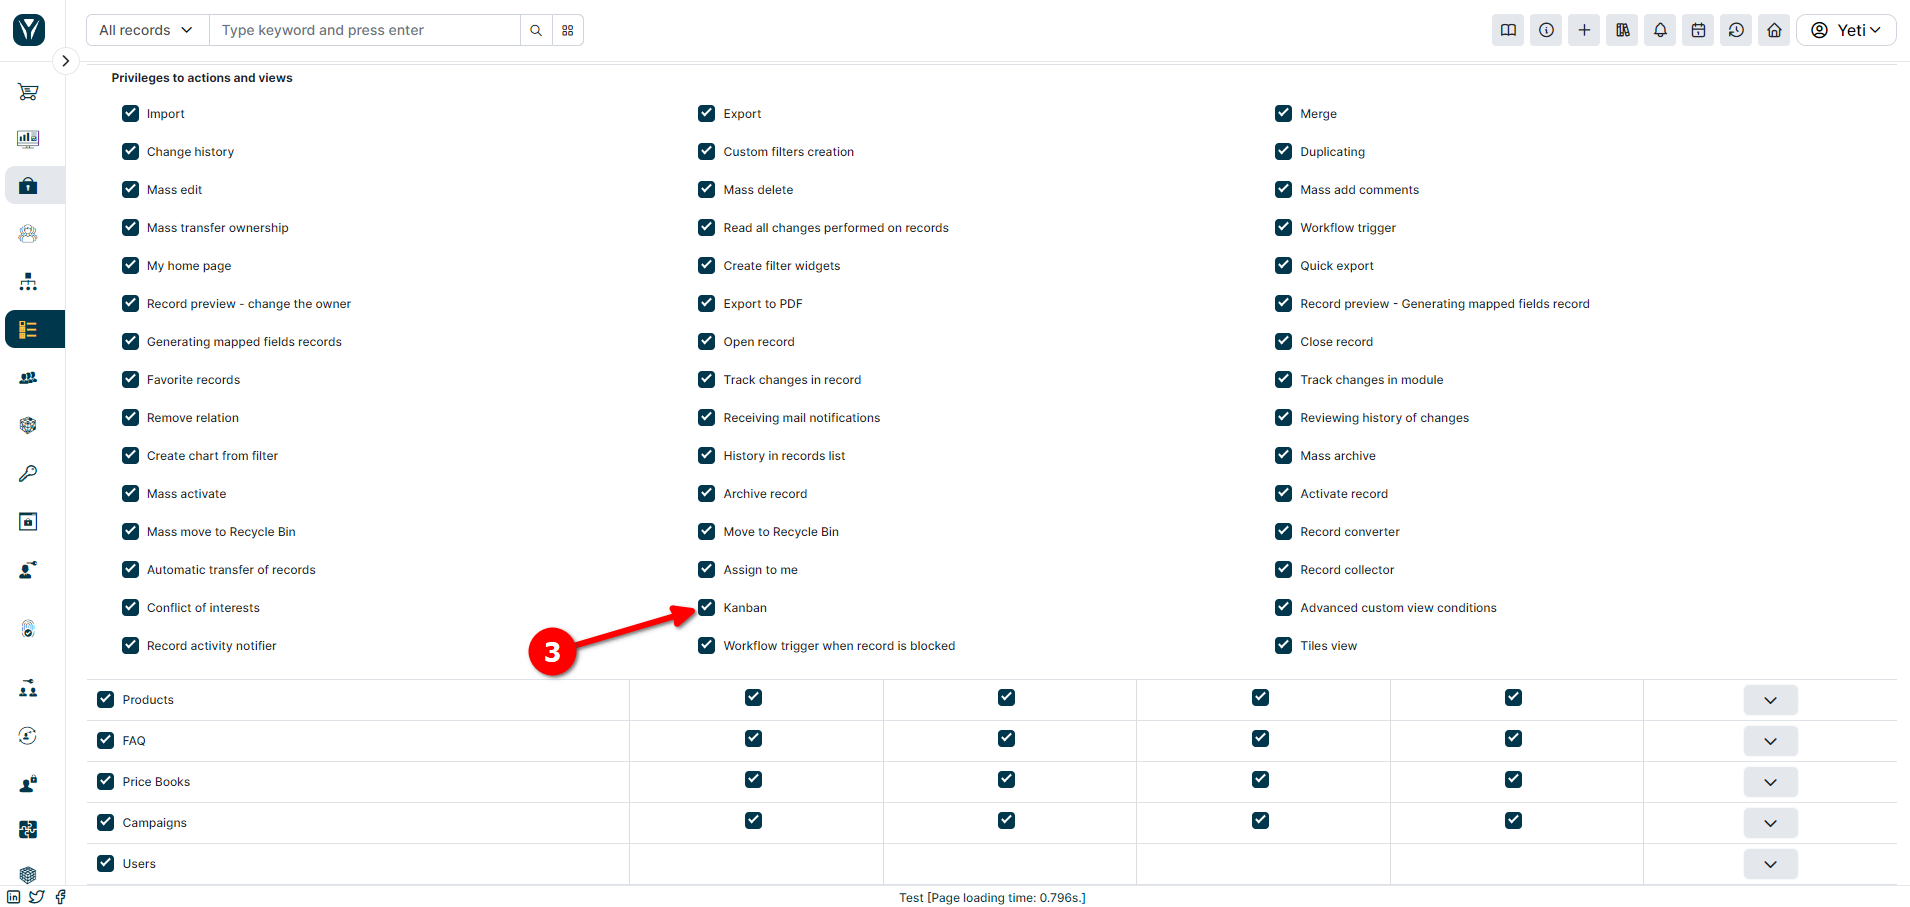 All records Type keyword and press enter Yeti
Privileges to actions and views
Import Export Merge
Change history Custom filters creation Duplicating
Mass edit Mass delete Mass add comments
Mass transfer ownership Read all changes performed on records Workflow trigger
My home page Create filter widgets Quick export
Record preview - change the owner Export to PDF Record preview - Generating mapped fields record
Generating mapped fields records Open record Close record
Favorite records Track changes in record Track changes in module
Remove relation Receiving mail notifications Reviewing history of changes
Create chart from filter History in records list Mass archive
Mass activate Archive record Activate record
Mass move to Recycle Bin Move to Recycle Bin Record converter
Automatic transfer of records Assign to me Record collector
Conflict of interests Kanban Advanced custom view conditions
3
Record activity notifier Workflow trigger when record is blocked Tiles view
Products
FAQ
Price Books
Campaigns
Users
Test [Page loading time: 0.796s.]